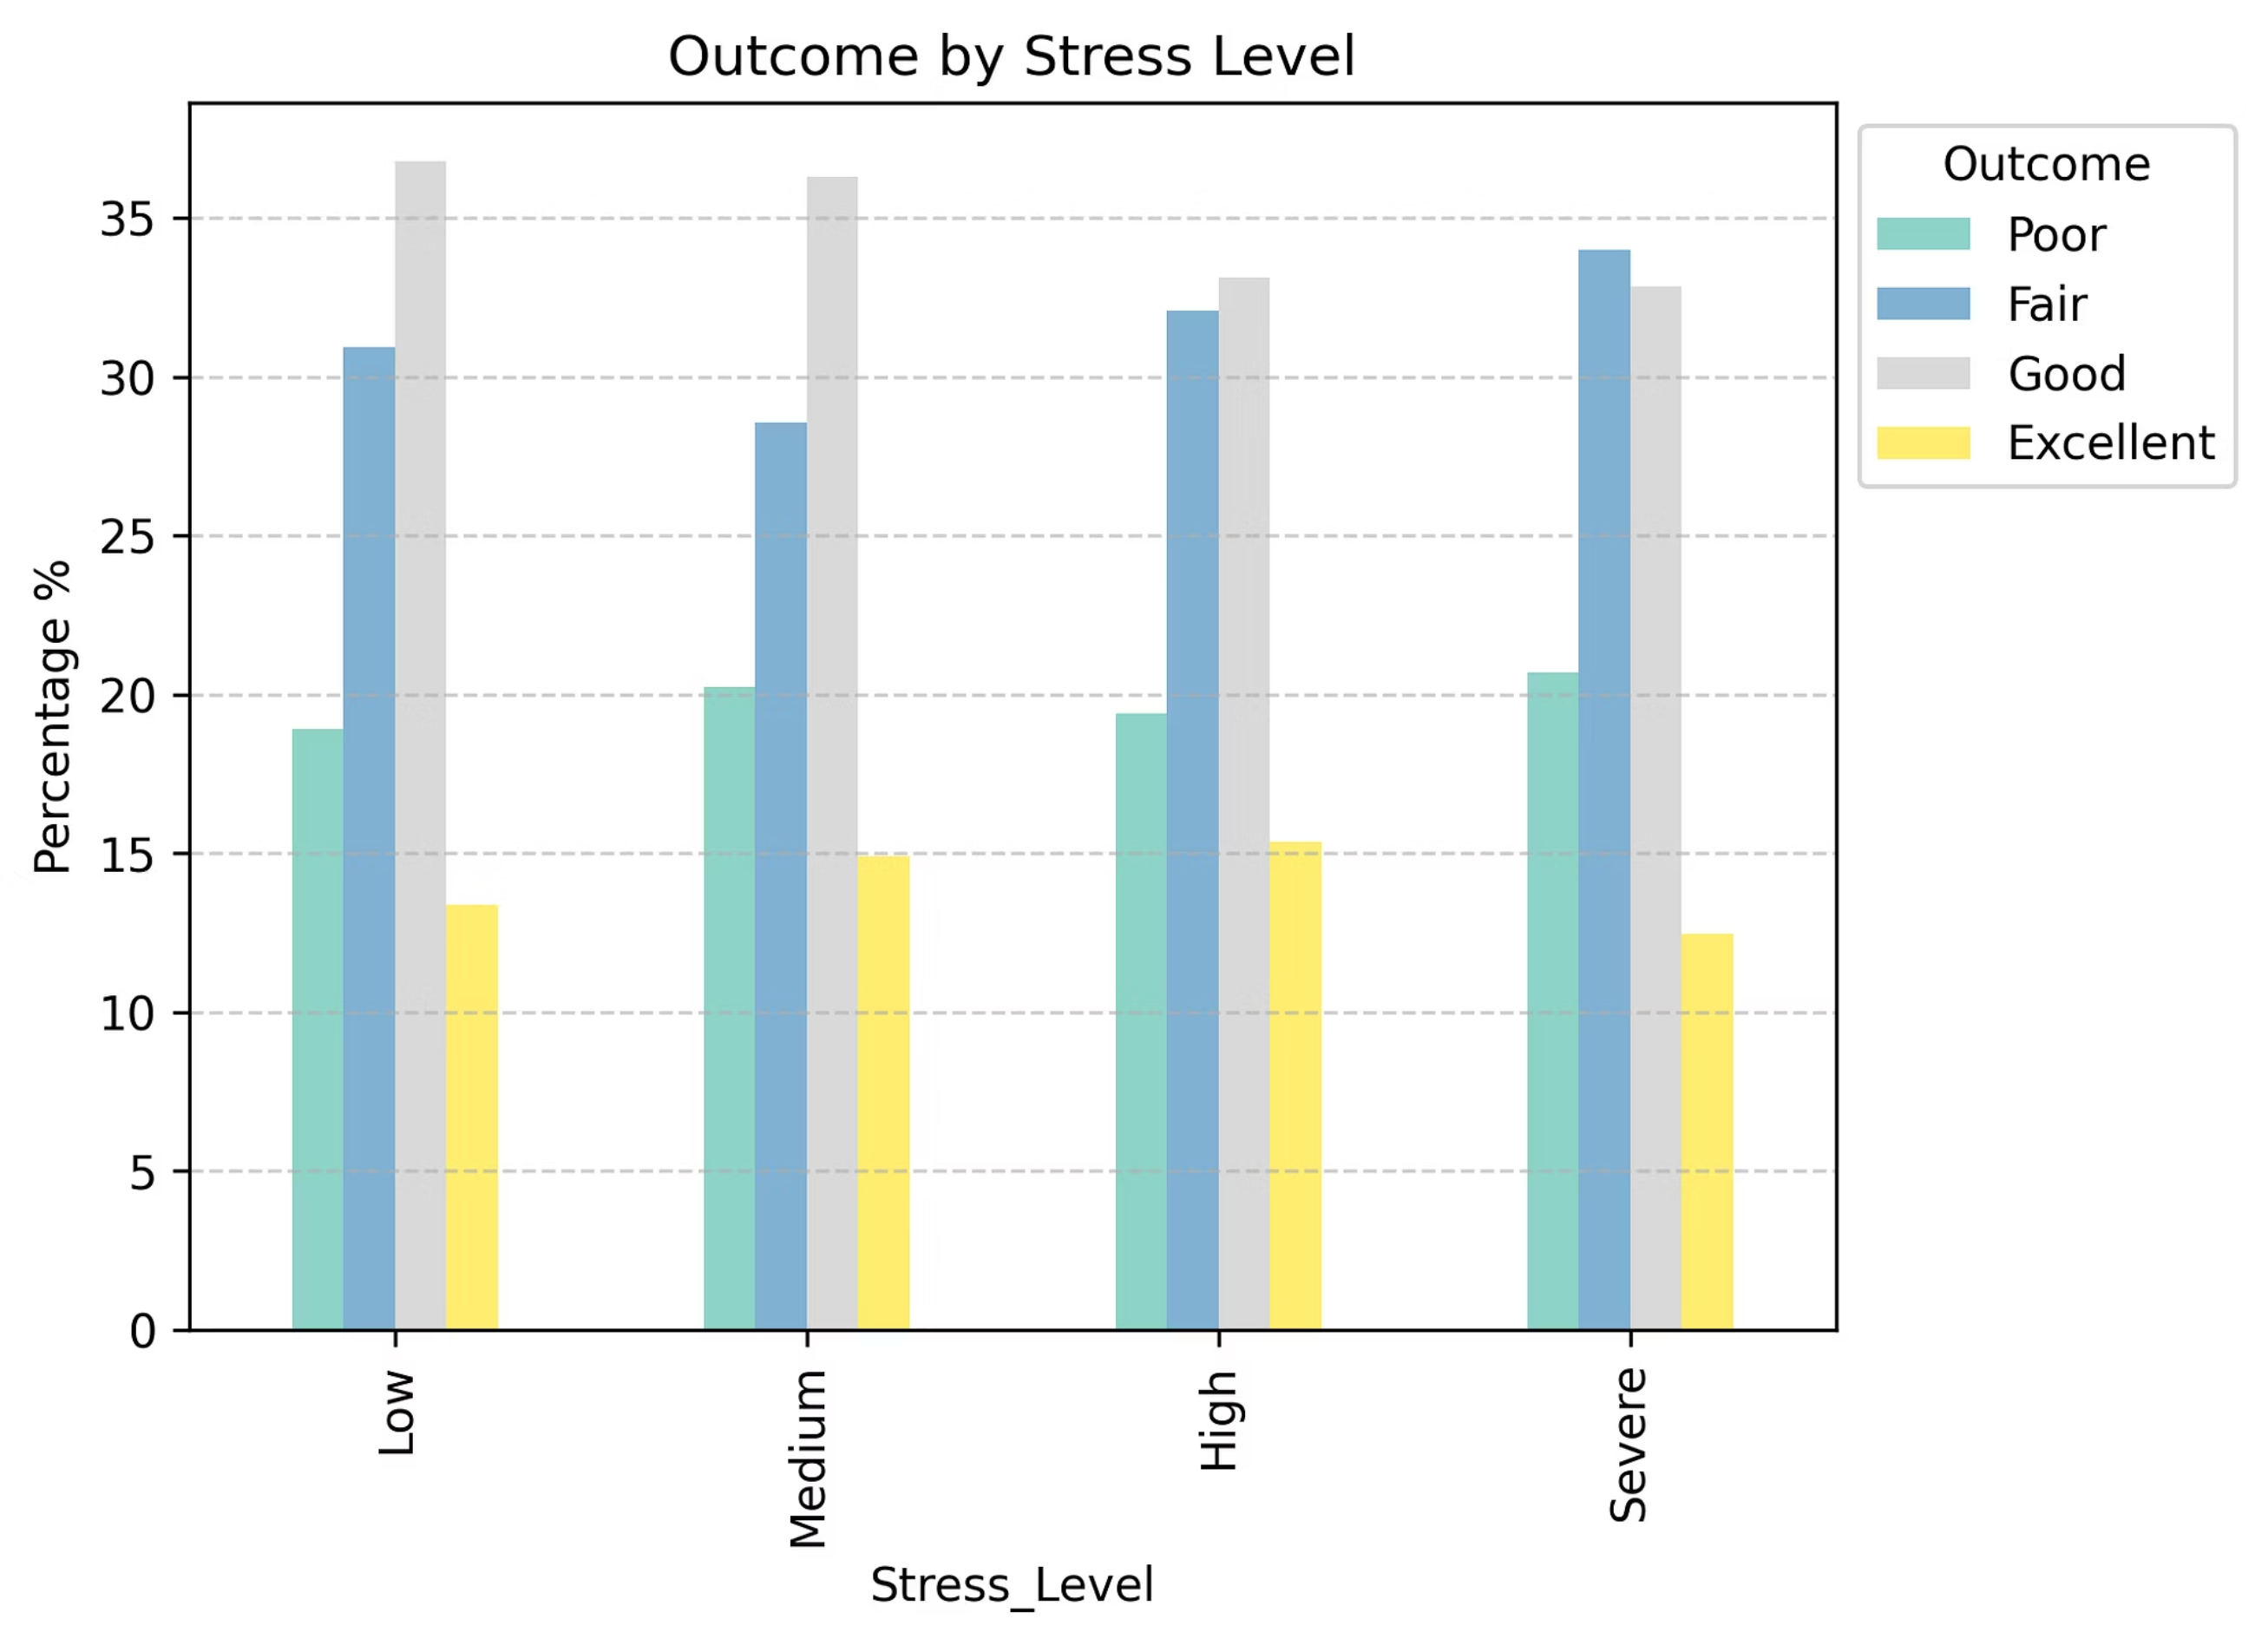 Outcome by Stress Level
Percentage %
35
30
25
20
15
10
5
0
Low
Medium
High
Severe
Stress_Level
Outcome
Poor
Fair
Good
Excellent